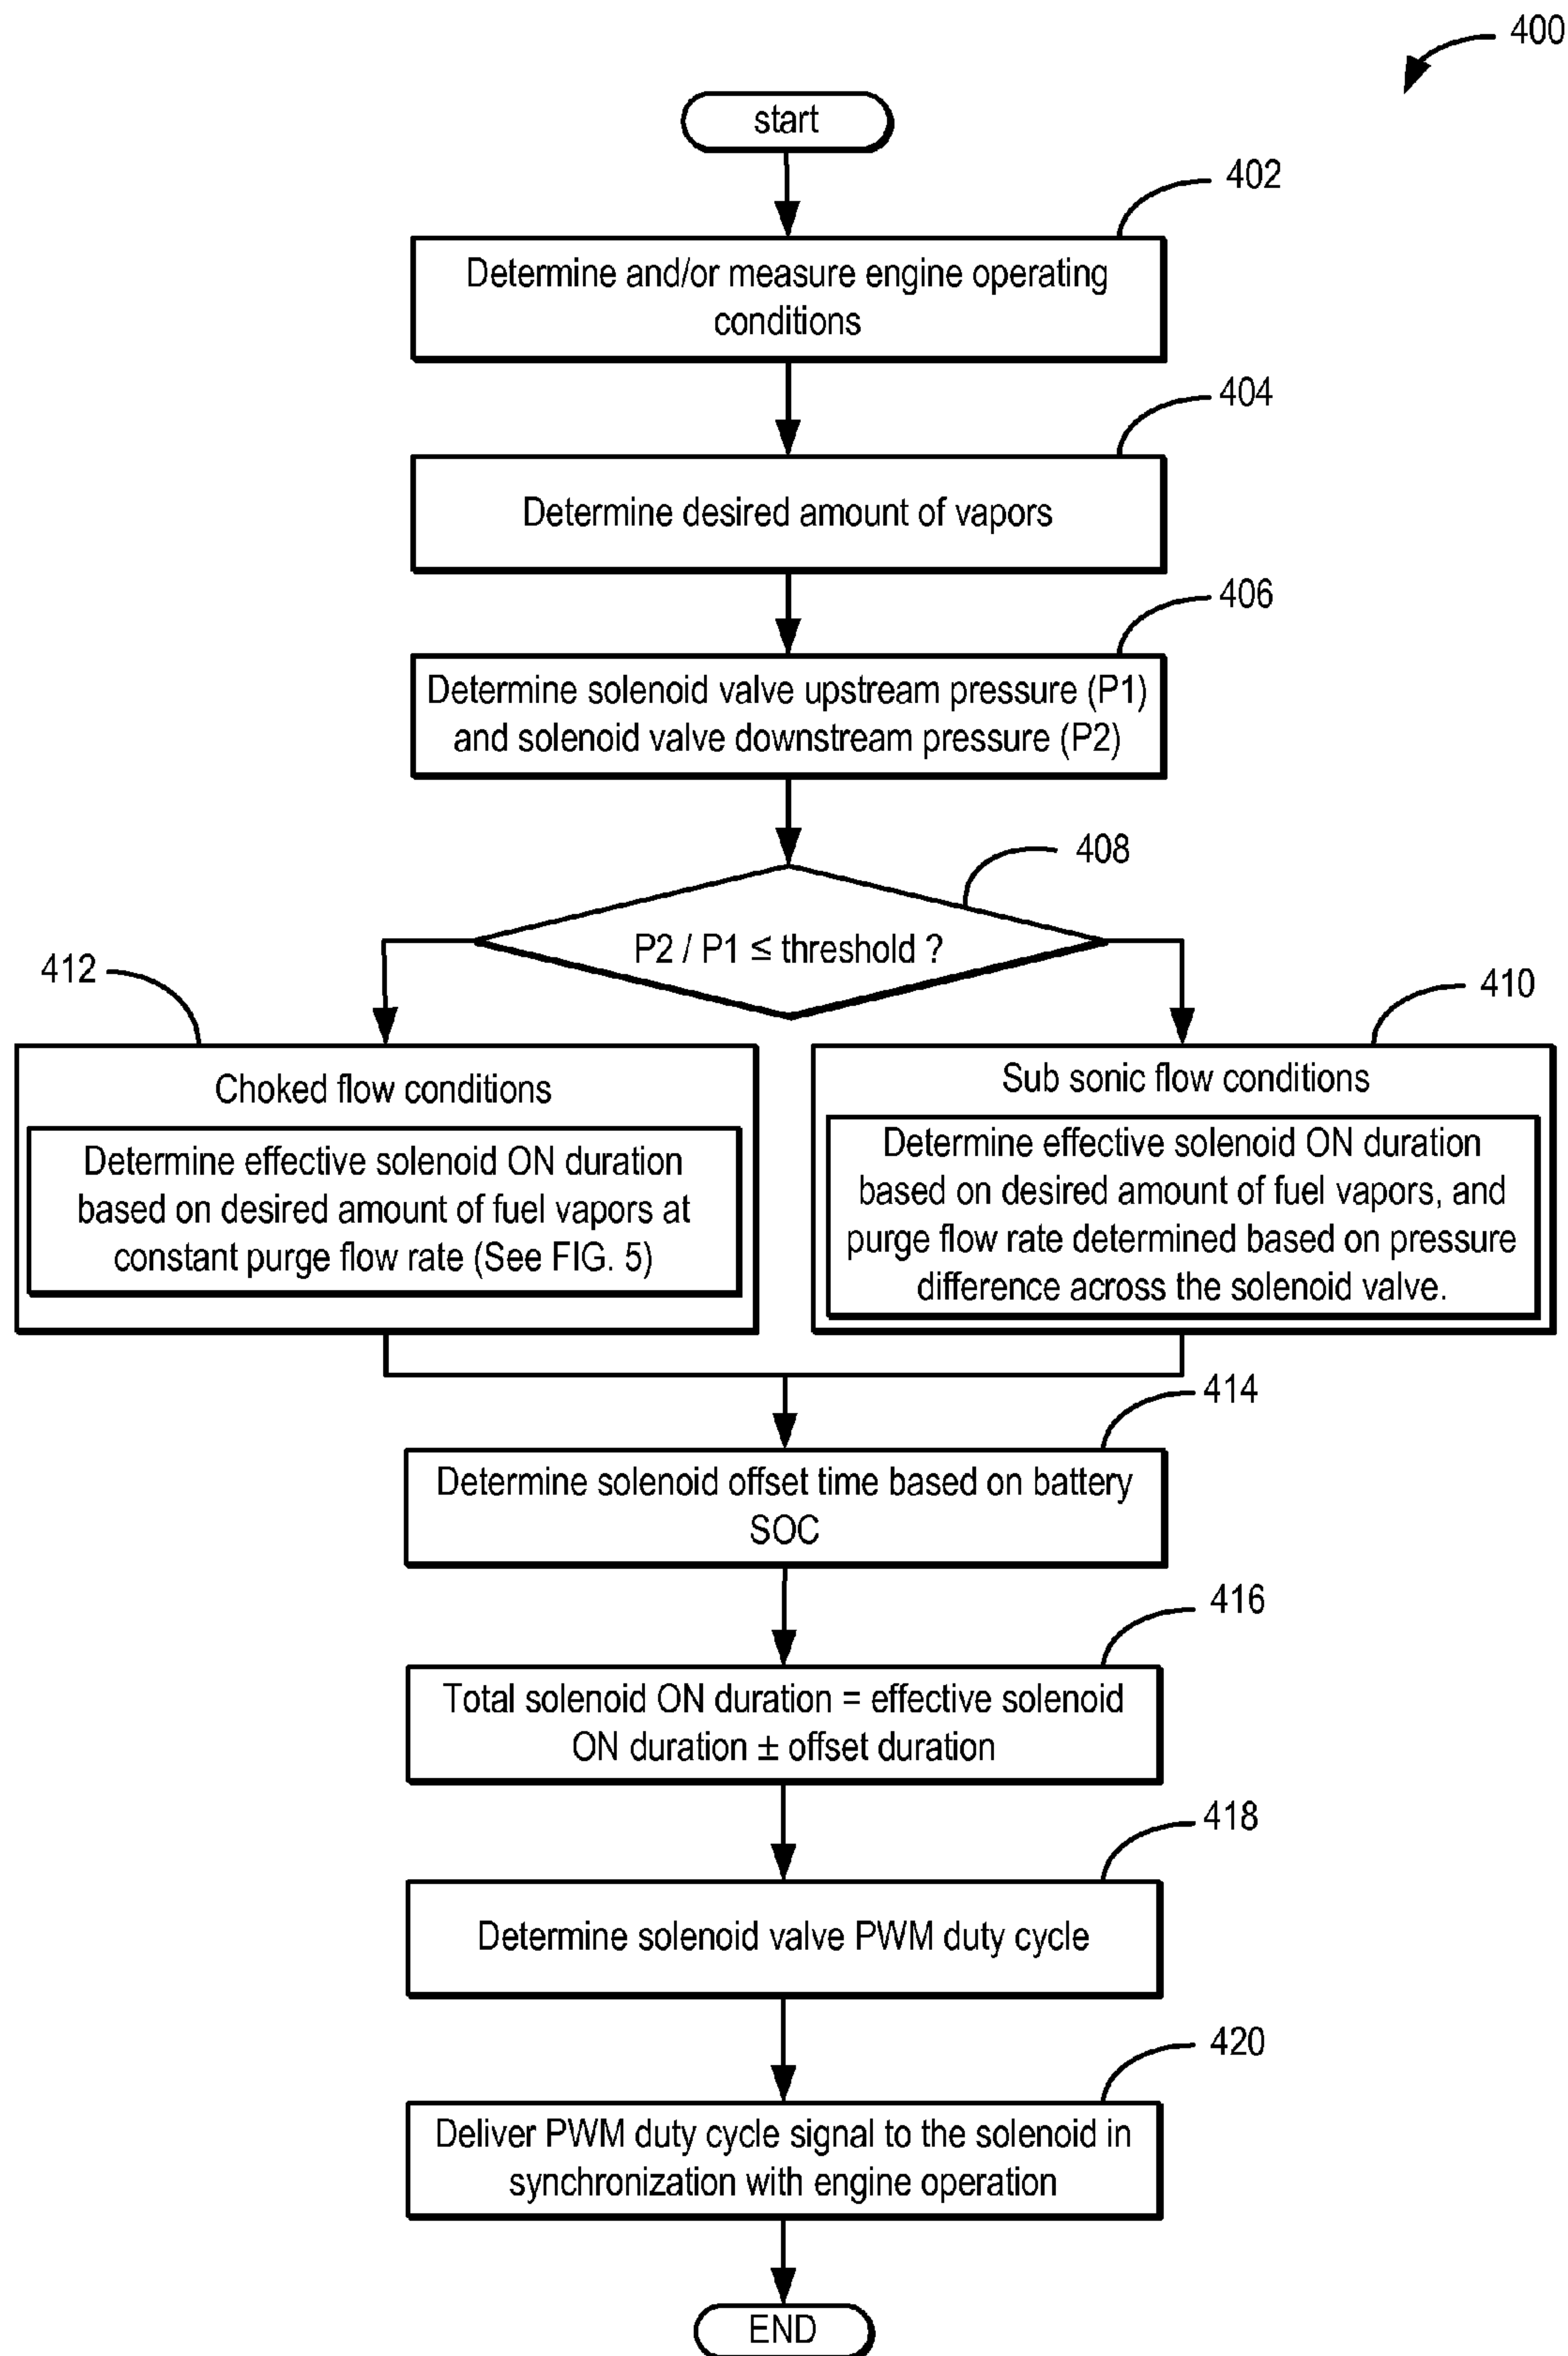 400
start
402
Determine and/or measure engine operating
conditions
404
Determine desired amount of vapors
406
Determine solenoid valve upstream pressure (P1)
and solenoid valve downstream pressure (P2)
408
P2 / P1 ≤ threshold ?
412
Choked flow conditions
Determine effective solenoid ON duration
based on desired amount of fuel vapors at
constant purge flow rate (See FIG. 5)
410
Sub sonic flow conditions
Determine effective solenoid ON duration
based on desired amount of fuel vapors, and
purge flow rate determined based on pressure
difference across the solenoid valve.
414
Determine solenoid offset time based on battery
SOC
416
Total solenoid ON duration = effective solenoid
ON duration ± offset duration
418
Determine solenoid valve PWM duty cycle
420
Deliver PWM duty cycle signal to the solenoid in
synchronization with engine operation
END